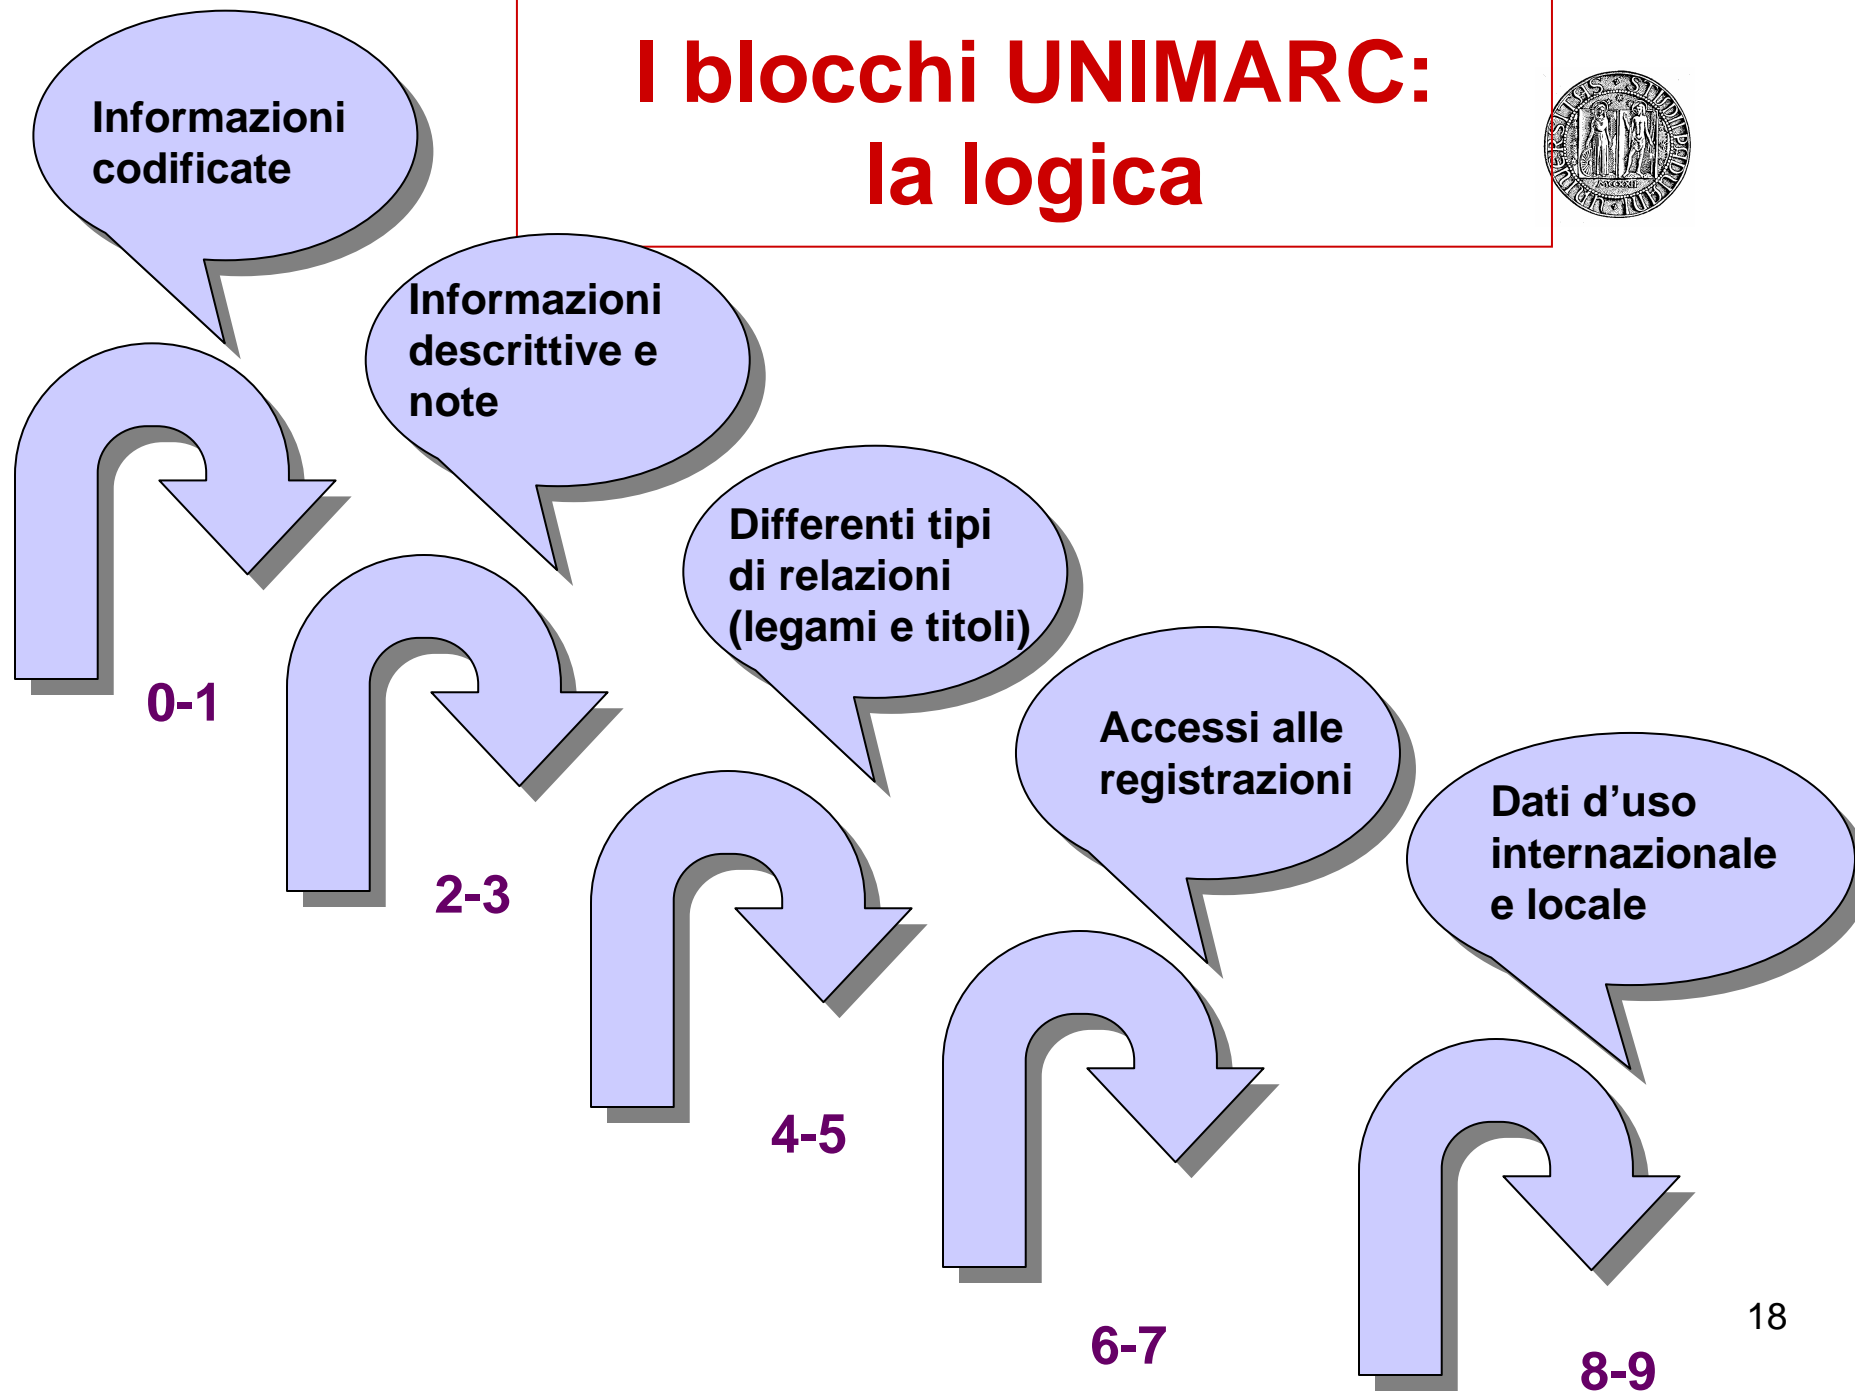 I blocchi UNIMARC:
la logica
Informazioni
codificate
0-1
Informazioni
descrittive e
note
2-3
Differenti tipi
di relazioni
(legami e titoli)
4-5
Accessi alle
registrazioni
6-7
Dati d’uso
internazionale
e locale
8-9
18